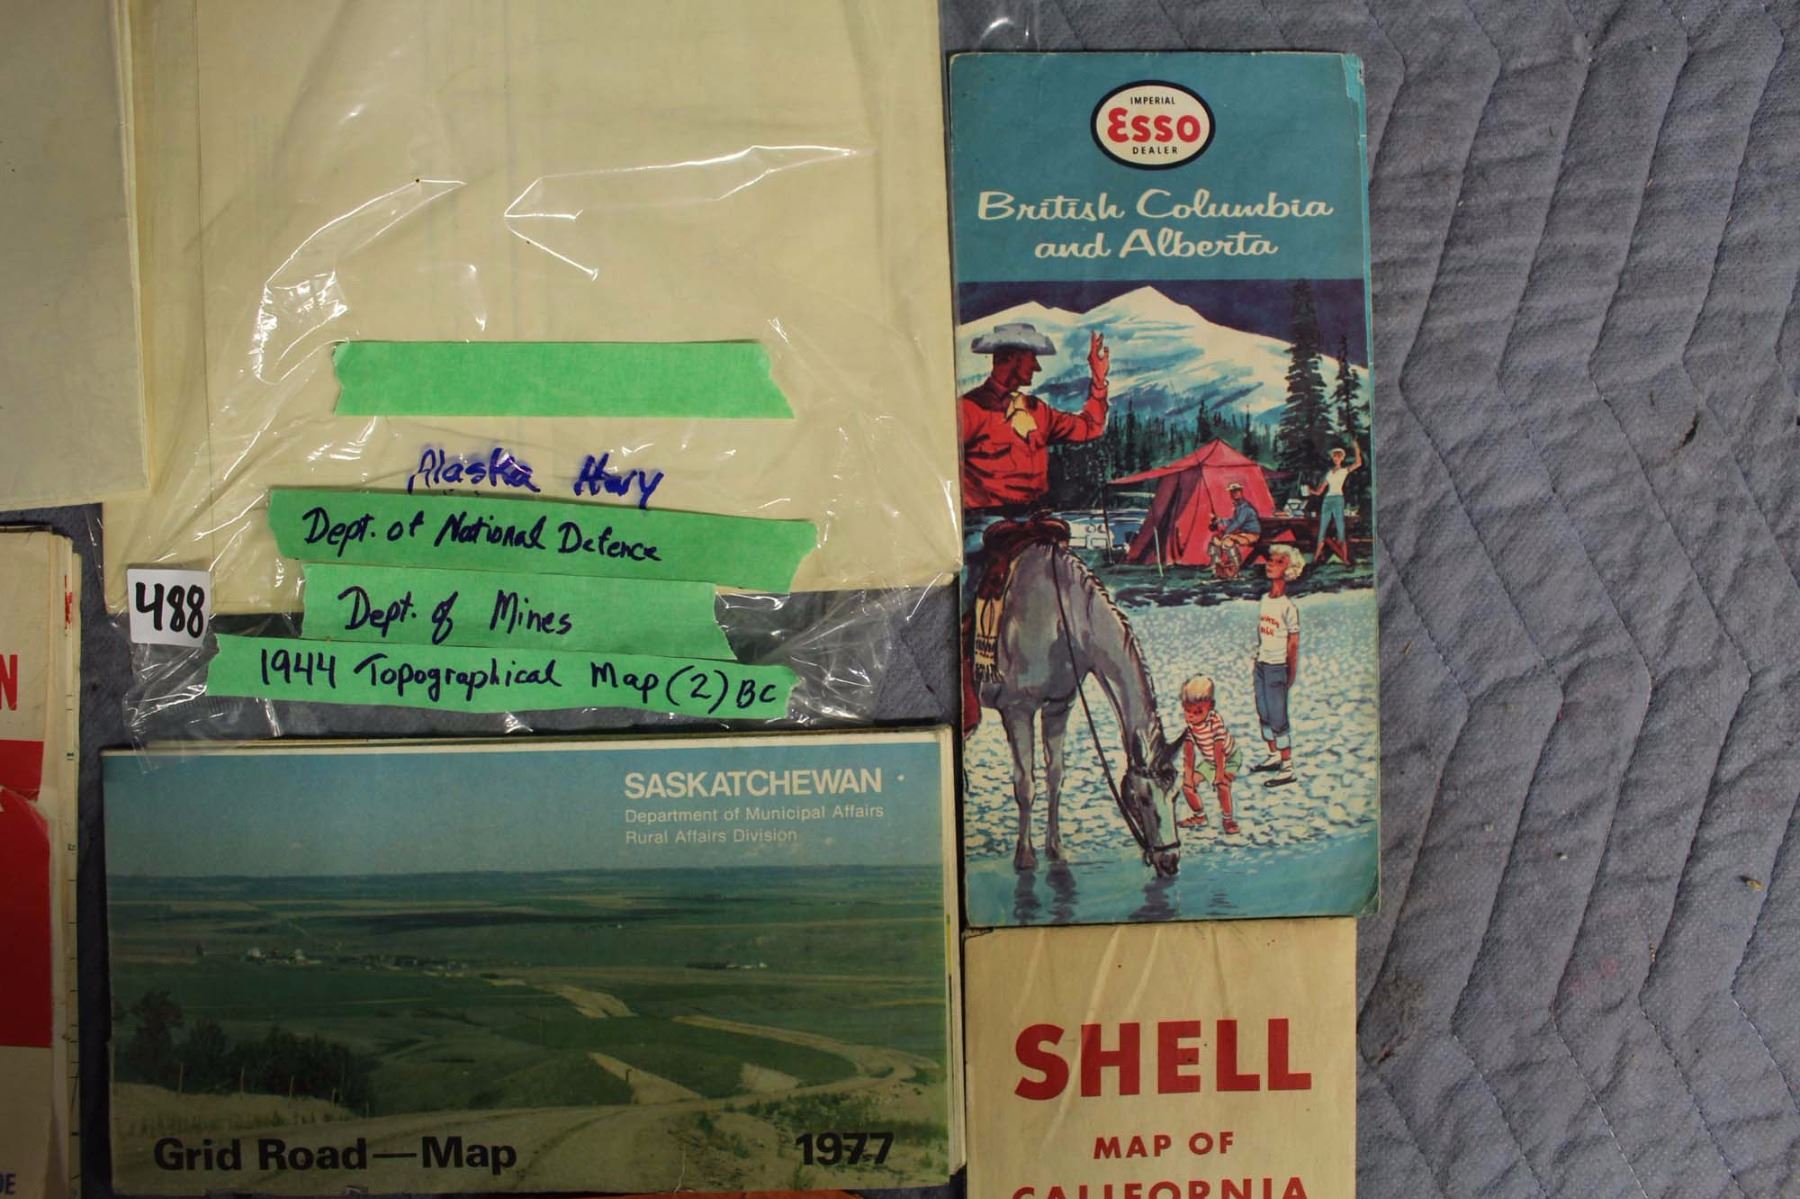 Alaska Hwy
Dept. of National Defence
Dept. of Mines
1944 Topographical Map (2) BC
488
IMPERIAL
Esso
DEALER
British Columbia
and Alberta
SASKATCHEWAN
Department of Municipal Affairs
Rural Affairs Division
Grid Road—Map
1977
SHELL
MAP OF
CALIFORNIA
N